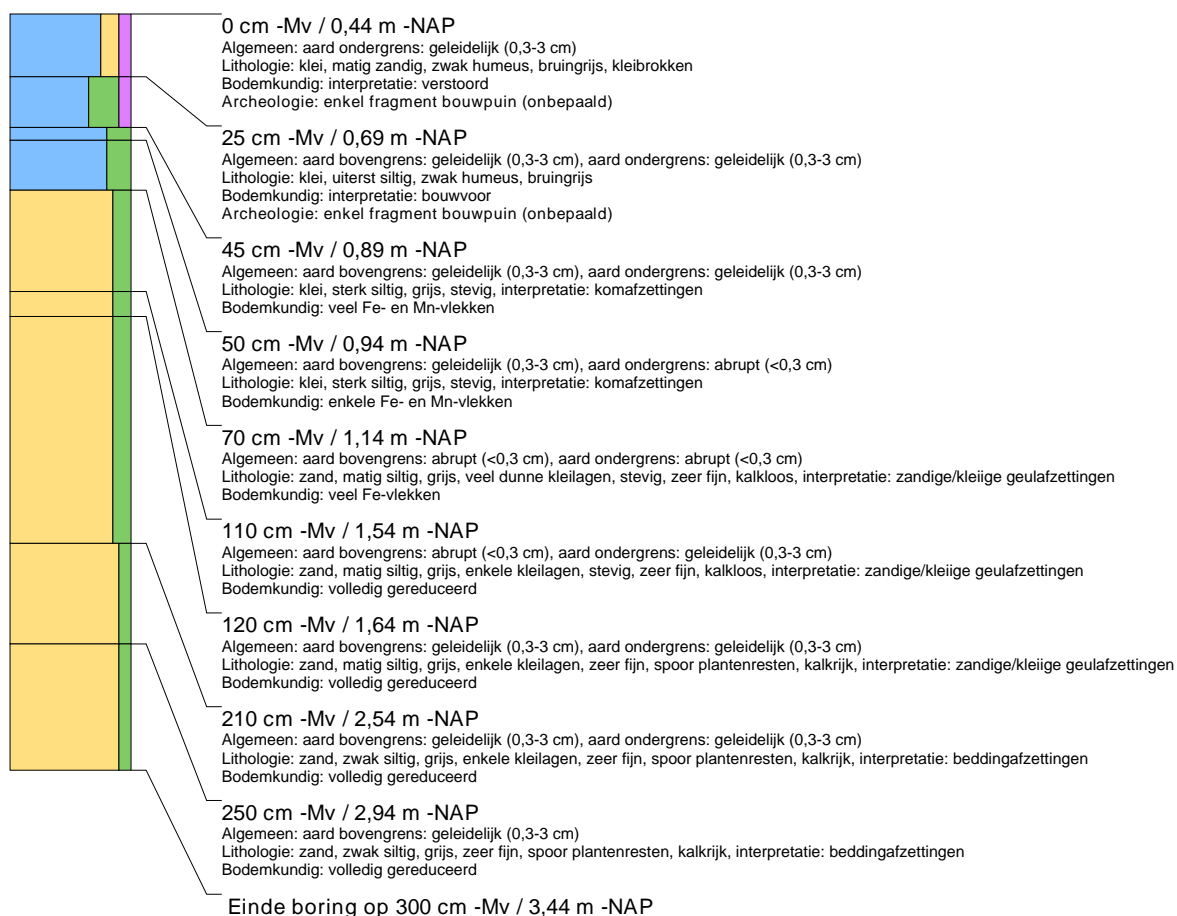 0 cm -Mv / 0,44 m -NAP
Algemeen: aard ondergrens: geleidelijk (0,3-3 cm)
Lithologie: klei, matig zandig, zwak humeus, bruingrijs, kleibrokken
Bodemkundig: interpretatie: verstoord
Archeologie: enkel fragment bouwpuin (onbepaald)
25 cm -Mv / 0,69 m -NAP
Algemeen: aard bovengrens: geleidelijk (0,3-3 cm), aard ondergrens: geleidelijk (0,3-3 cm)
Lithologie: klei, uiterst siltig, zwak humeus, bruingrijs
Bodemkundig: interpretatie: bouwvoor
Archeologie: enkel fragment bouwpuin (onbepaald)
45 cm -Mv / 0,89 m -NAP
Algemeen: aard bovengrens: geleidelijk (0,3-3 cm), aard ondergrens: geleidelijk (0,3-3 cm)
Lithologie: klei, sterk siltig, grijs, stevig, interpretatie: komafzettingen
Bodemkundig: veel Fe- en Mn-vlekken
50 cm -Mv / 0,94 m -NAP
Algemeen: aard bovengrens: geleidelijk (0,3-3 cm), aard ondergrens: abrupt (<0,3 cm)
Lithologie: klei, sterk siltig, grijs, stevig, interpretatie: komafzettingen
Bodemkundig: enkele Fe- en Mn-vlekken
70 cm -Mv / 1,14 m -NAP
Algemeen: aard bovengrens: abrupt (<0,3 cm), aard ondergrens: abrupt (<0,3 cm)
Lithologie: zand, matig siltig, grijs, veel dunne kleilagen, stevig, zeer fijn, kalkloos, interpretatie: zandige/kleiige geulafzettingen
Bodemkundig: veel Fe-vlekken
110 cm -Mv / 1,54 m -NAP
Algemeen: aard bovengrens: abrupt (<0,3 cm), aard ondergrens: geleidelijk (0,3-3 cm)
Lithologie: zand, matig siltig, grijs, enkele kleilagen, stevig, zeer fijn, kalkloos, interpretatie: zandige/kleiige geulafzettingen
Bodemkundig: volledig gereduceerd
120 cm -Mv / 1,64 m -NAP
Algemeen: aard bovengrens: geleidelijk (0,3-3 cm), aard ondergrens: geleidelijk (0,3-3 cm)
Lithologie: zand, matig siltig, grijs, enkele kleilagen, zeer fijn, spoor plantenresten, kalkrijk, interpretatie: zandige/kleiige geulafzettingen
Bodemkundig: volledig gereduceerd
210 cm -Mv / 2,54 m -NAP
Algemeen: aard bovengrens: geleidelijk (0,3-3 cm), aard ondergrens: geleidelijk (0,3-3 cm)
Lithologie: zand, zwak siltig, grijs, enkele kleilagen, zeer fijn, spoor plantenresten, kalkrijk, interpretatie: beddingafzettingen
Bodemkundig: volledig gereduceerd
250 cm -Mv / 2,94 m -NAP
Algemeen: aard bovengrens: geleidelijk (0,3-3 cm)
Lithologie: zand, zwak siltig, grijs, zeer fijn, spoor plantenresten, kalkrijk, interpretatie: beddingafzettingen
Bodemkundig: volledig gereduceerd
Einde boring op 300 cm -Mv / 3,44 m -NAP